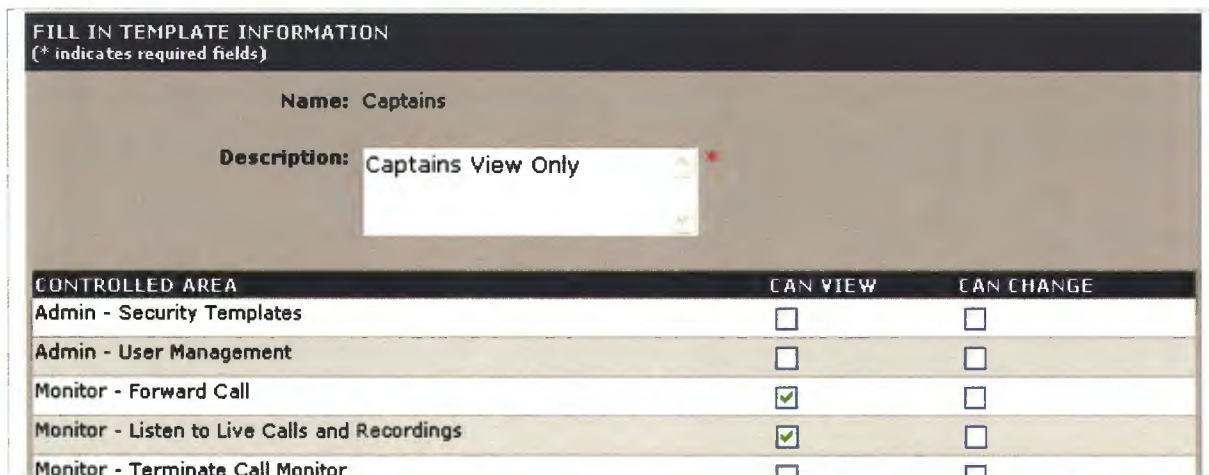 FILL IN TEMPLATE INFORMATION
(* indicates required fields)
Name: Captains
Description: Captains View Only *
CONTROLLED AREA CAN VIEW CAN CHANGE
Admin - Security Templates
Admin - User Management
Monitor - Forward Call
Monitor - Listen to Live Calls and Recordings
Monitor - Terminate Call Monitor